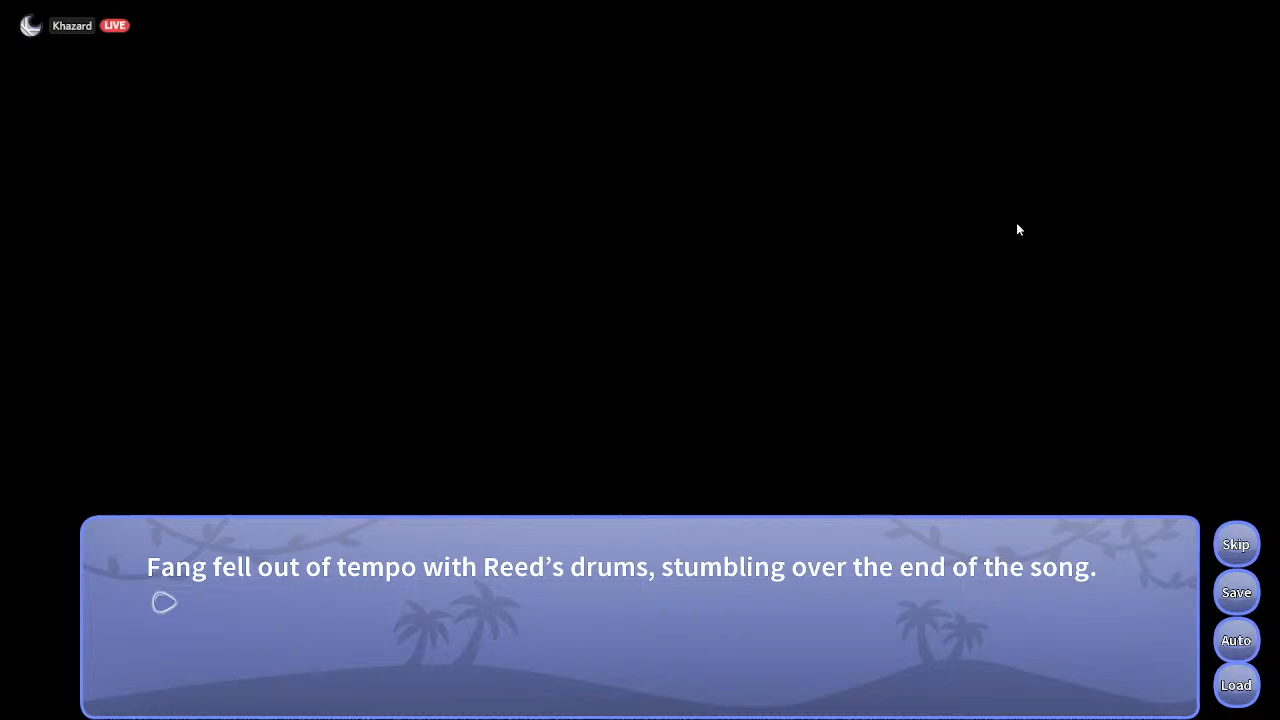 Khazard LIVE
Fang fell out of tempo with Reed’s drums, stumbling over the end of the song.
Skip
Save
Auto
Load